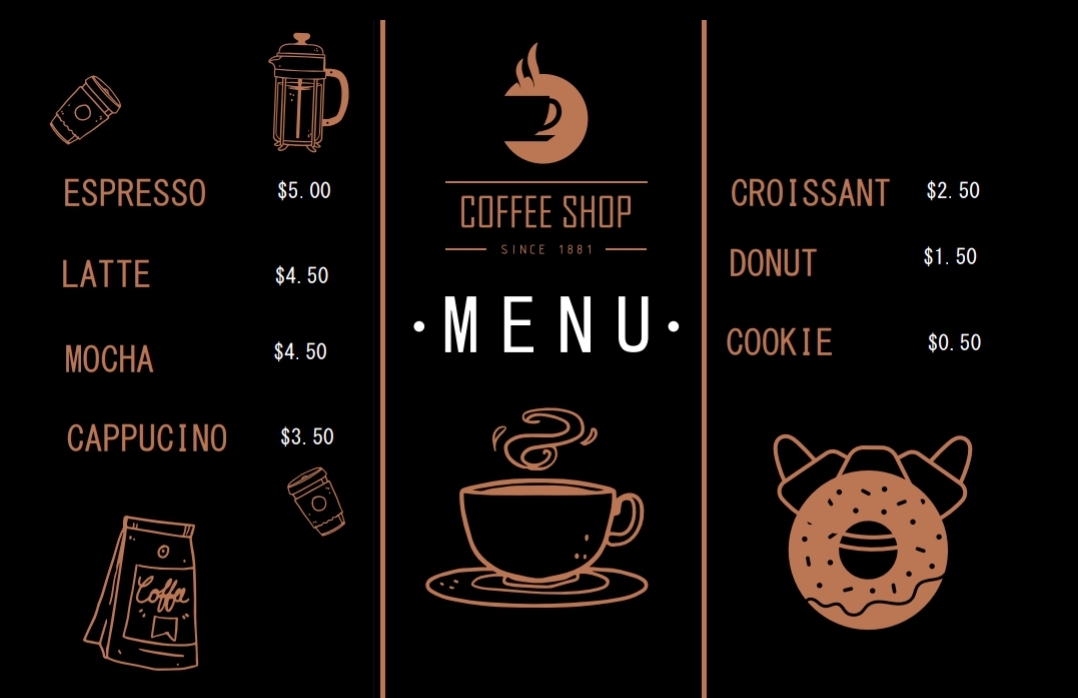 ESPRESSO $5.00
LATTE $4.50
MOCHA $4.50
CAPPUCINO $3.50
Coffa
COFFEE SHOP
SINCE 1881
·MENU·
CROISSANT $2.50
DONUT $1.50
COOKIE $0.50